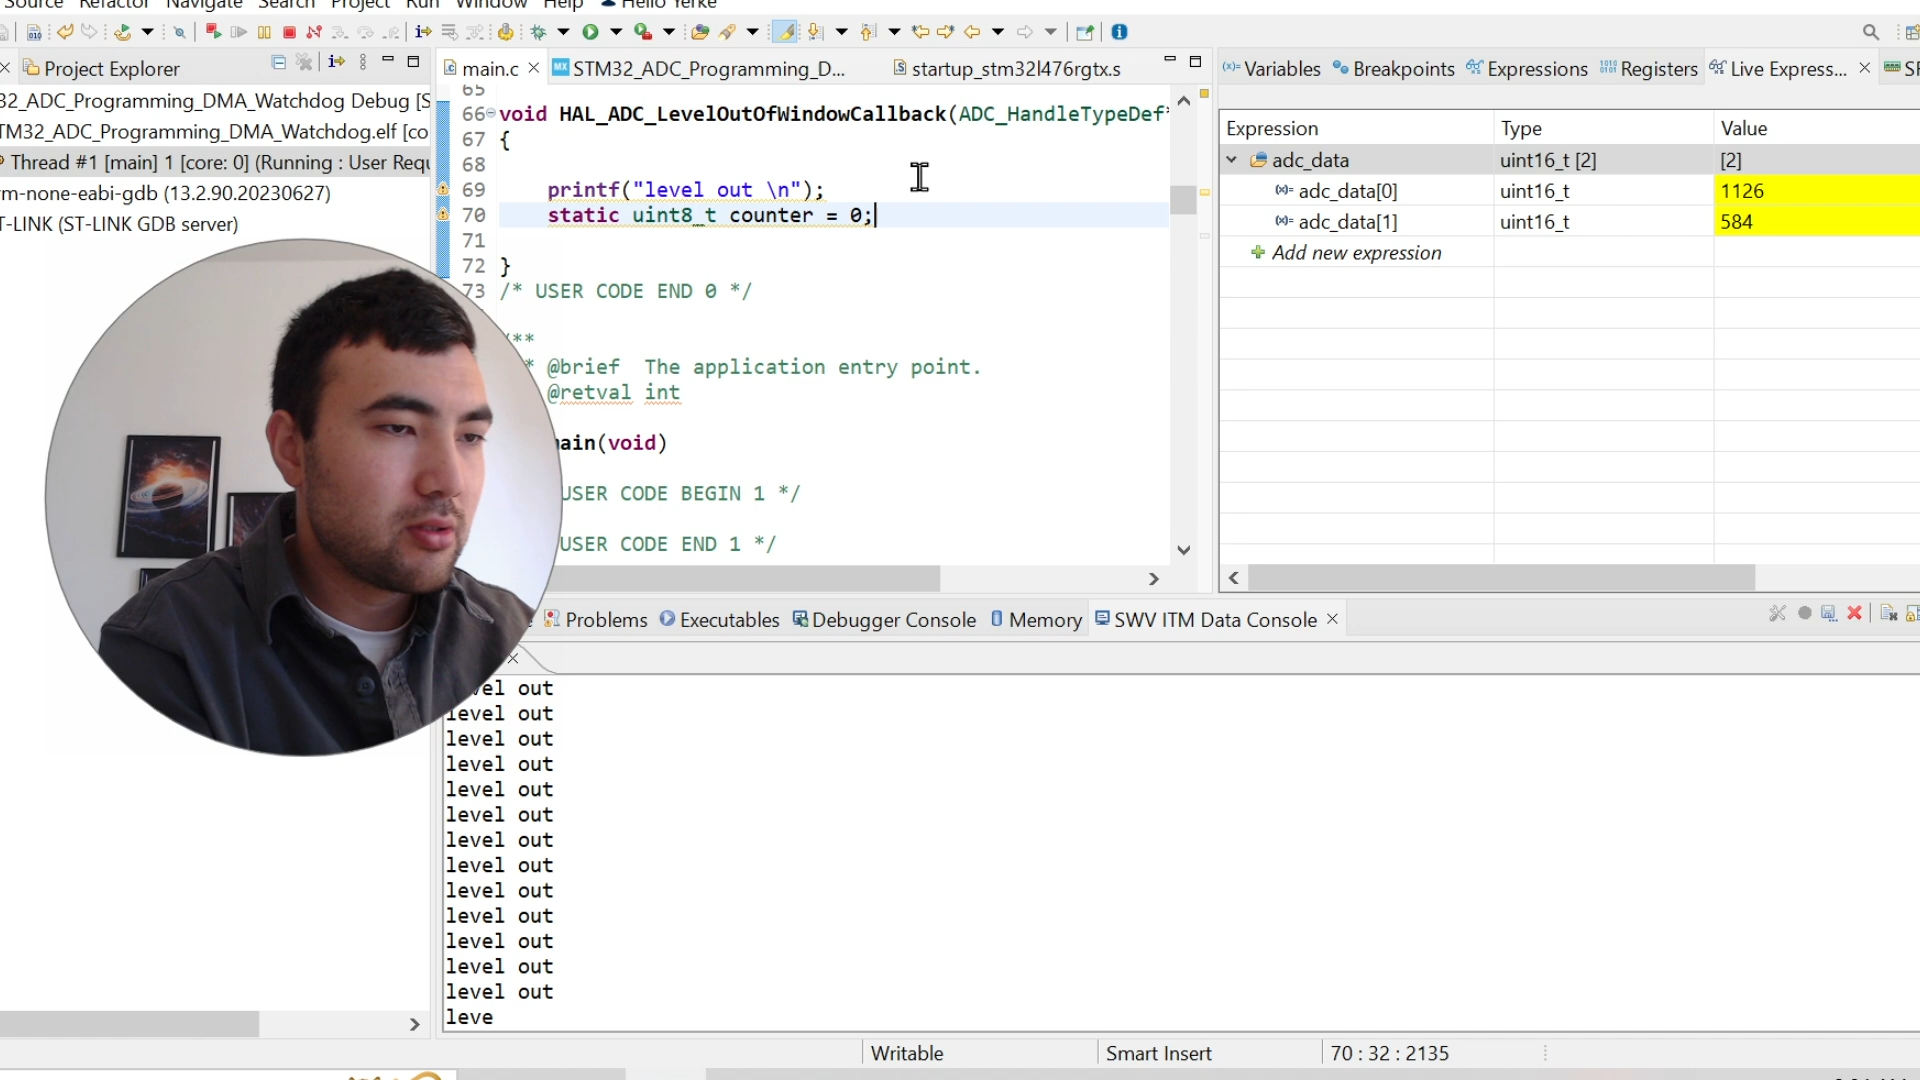 Source Refactor Navigate Search Project Run Window Help Hello Yerke
Project Explorer
main.c
STM32_ADC_Programming_D...
startup_stm32l476rgtx.s
Variables
Breakpoints
Expressions
Registers
Live Express...
32_ADC_Programming_DMA_Watchdog Debug [S
TM32_ADC_Programming_DMA_Watchdog.elf [co
Thread #1 [main] 1 [core: 0] (Running : User Requ
rm-none-eabi-gdb (13.2.90.20230627)
T-LINK (ST-LINK GDB server)
65
66 void HAL_ADC_LevelOutOfWindowCallback(ADC_HandleTypeDef*
67 {
68
69 printf("level out \n");
70 static uint8_t counter = 0;
71
72 }
73 /* USER CODE END 0 */
/**
* @brief The application entry point.
@retval int
main(void)
USER CODE BEGIN 1 */
USER CODE END 1 */
Expression Type Value
adc_data uint16_t [2] [2]
adc_data[0] uint16_t 1126
adc_data[1] uint16_t 584
Add new expression
Problems
Executables
Debugger Console
Memory
SWV ITM Data Console
vel out
level out
level out
level out
level out
level out
level out
level out
level out
level out
level out
level out
level out
leve
Writable Smart Insert 70 : 32 : 2135